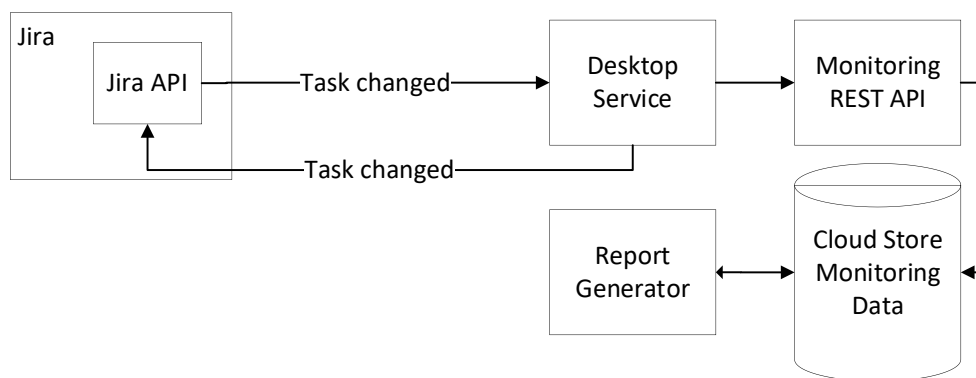 Jira
Jira API
Task changed
Desktop
Service
Monitoring
REST API
Task changed
Report
Generator
Cloud Store
Monitoring
Data